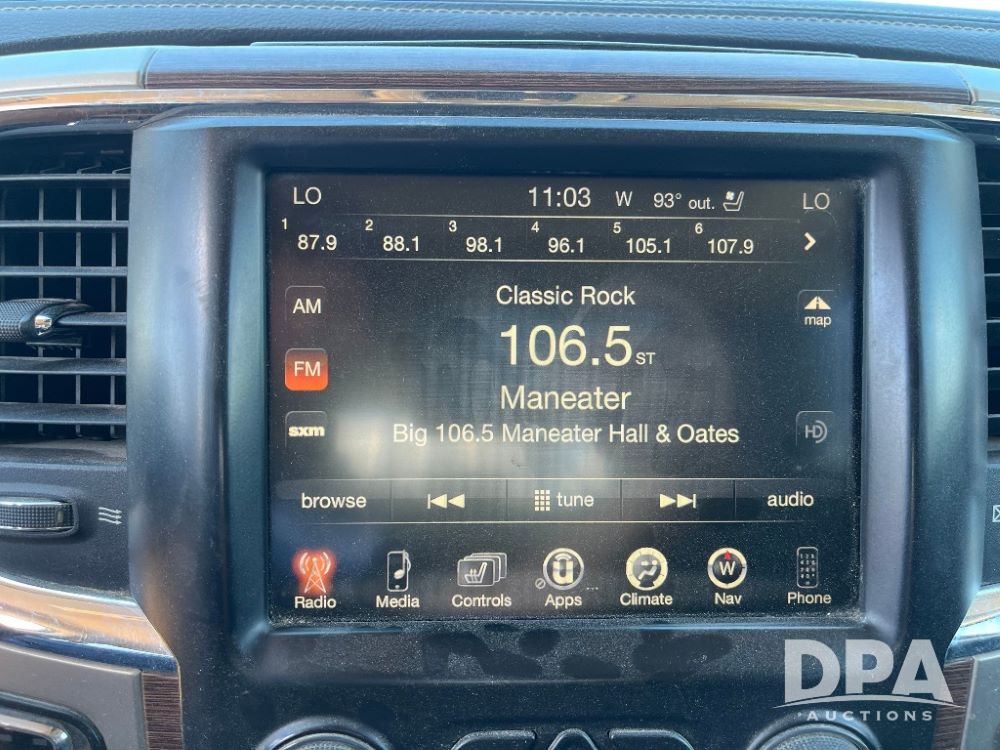 LO 11:03 W 93° out. LO
1 87.9 2 88.1 3 98.1 4 96.1 5 105.1 6 107.9
AM
Classic Rock
map
106.5 ST
FM
Maneater
sxm
Big 106.5 Maneater Hall & Oates
HD
browse tune audio
W
Radio Media Controls Apps Climate Nav Phone
DPA
AUCTIONS